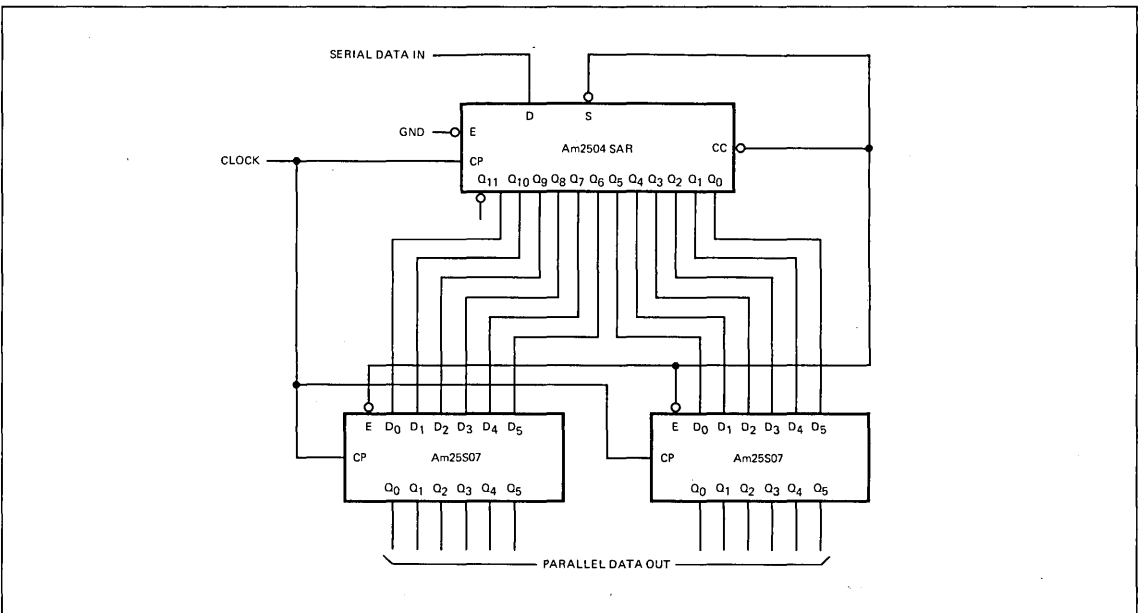 SERIAL DATA IN
D S
GND E Am2504 SAR CC
CLOCK CP
Q11 Q10 Q9 Q8 Q7 Q6 Q5 Q4 Q3 Q2 Q1 Q0
E D0 D1 D2 D3 D4 D5 E D0 D1 D2 D3 D4 D5
CP Am25S07 CP Am25S07
Q0 Q1 Q2 Q3 Q4 Q5 Q0 Q1 Q2 Q3 Q4 Q5
PARALLEL DATA OUT